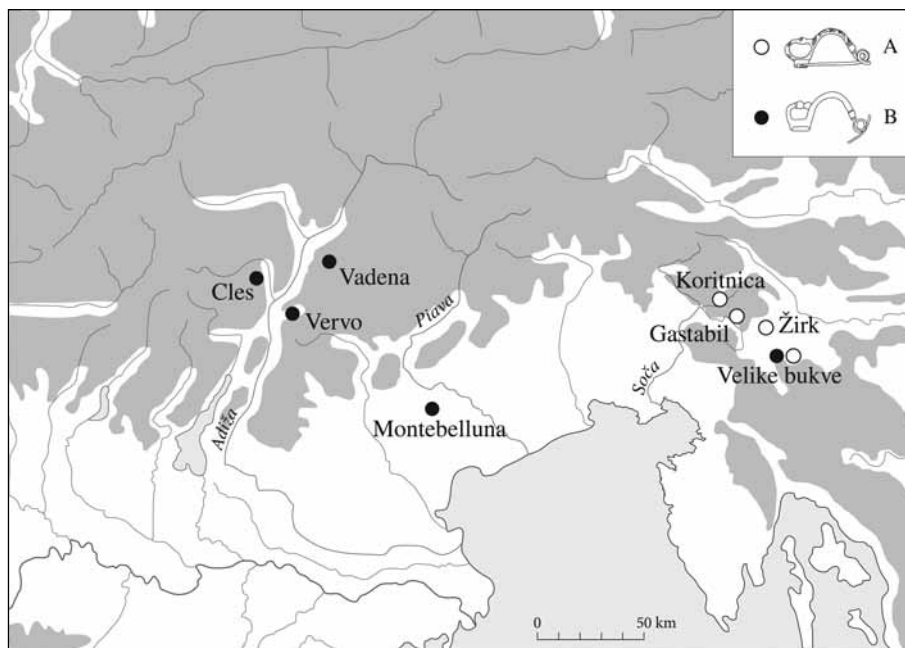 A
B
Koritnica
Vadena
Cles
Piava
Žirk
Vervo
Gastabil
Velike bukve
Soča
Montebelluna
Adiža
0 50 km